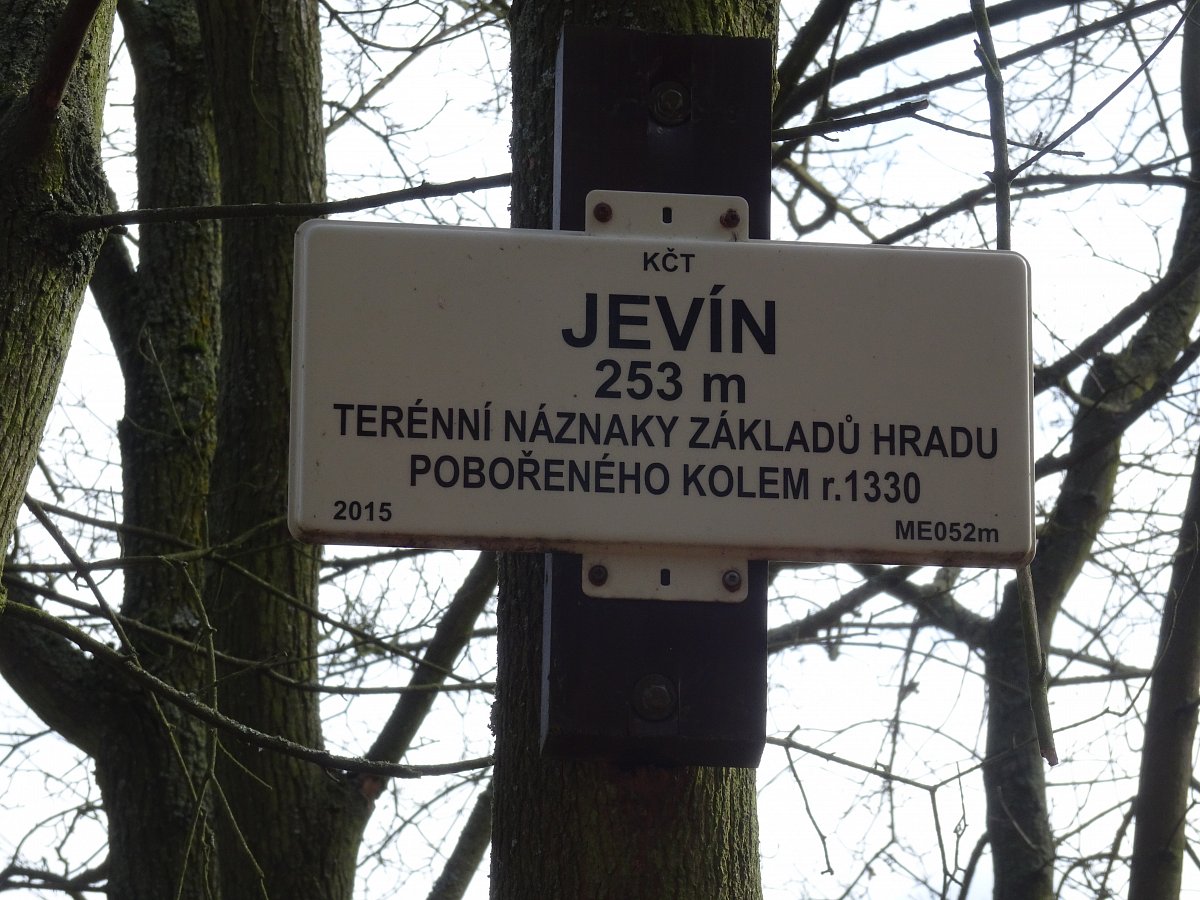 KČT
JEVÍN
253 m
TERÉNNÍ NÁZNAKY ZÁKLADŮ HRADU
POBOŘENÉHO KOLEM r.1330
2015 ME052m